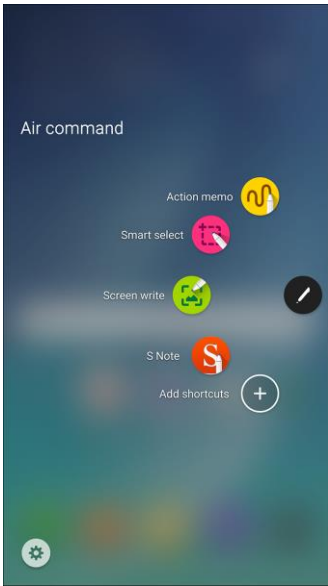 Air command
Action memo
Smart select
Screen write
S Note
S
Add shortcuts